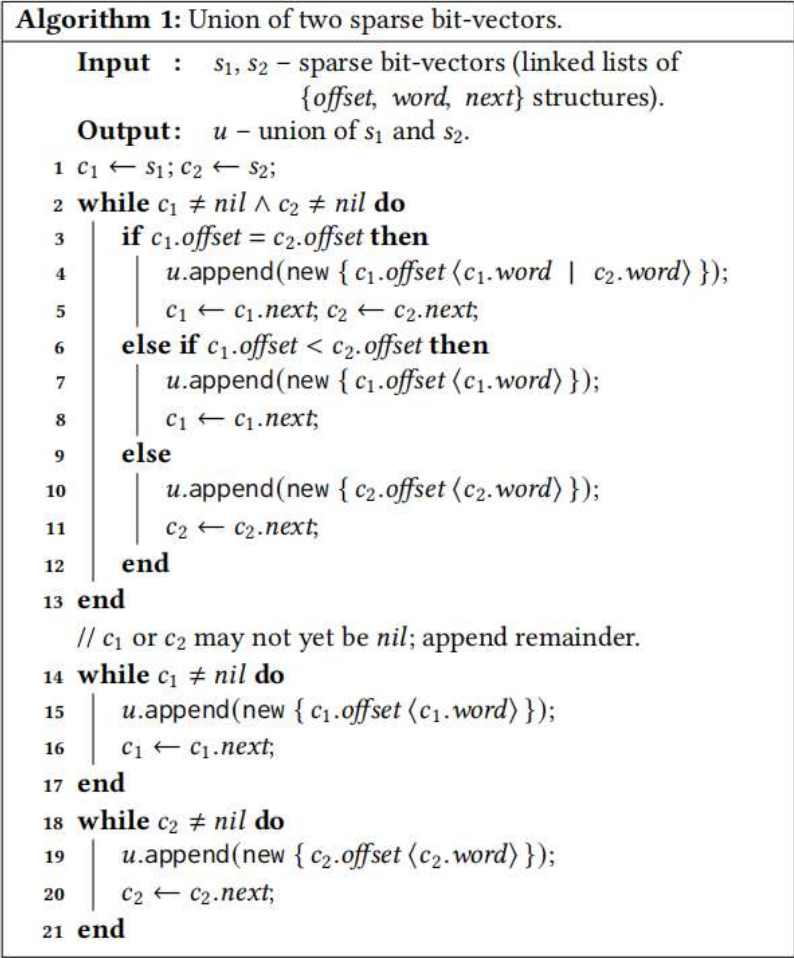 Algorithm 1: Union of two sparse bit-vectors.
Input : s₁, s₂ – sparse bit-vectors (linked lists of
{offset, word, next} structures).
Output: u – union of s₁ and s₂.
1 c₁ ← s₁; c₂ ← s₂;
2 while c₁ ≠ nil ∧ c₂ ≠ nil do
3 if c₁.offset = c₂.offset then
4 u.append(new { c₁.offset ⟨c₁.word | c₂.word⟩ });
5 c₁ ← c₁.next; c₂ ← c₂.next;
6 else if c₁.offset < c₂.offset then
7 u.append(new { c₁.offset ⟨c₁.word⟩ });
8 c₁ ← c₁.next;
9 else
10 u.append(new { c₂.offset ⟨c₂.word⟩ });
11 c₂ ← c₂.next;
12 end
13 end
// c₁ or c₂ may not yet be nil; append remainder.
14 while c₁ ≠ nil do
15 u.append(new { c₁.offset ⟨c₁.word⟩ });
16 c₁ ← c₁.next;
17 end
18 while c₂ ≠ nil do
19 u.append(new { c₂.offset ⟨c₂.word⟩ });
20 c₂ ← c₂.next;
21 end